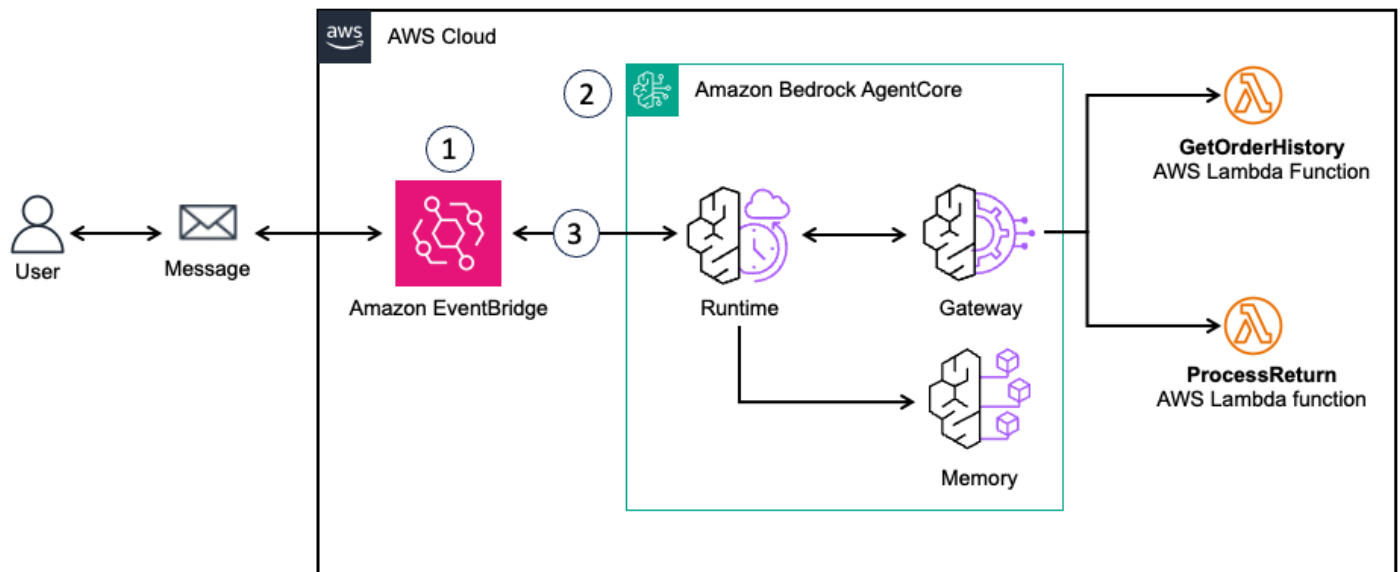 aws
AWS Cloud
2
Amazon Bedrock AgentCore
1
GetOrderHistory
AWS Lambda Function
3
User
Message
Amazon EventBridge
Runtime
Gateway
ProcessReturn
AWS Lambda function
Memory